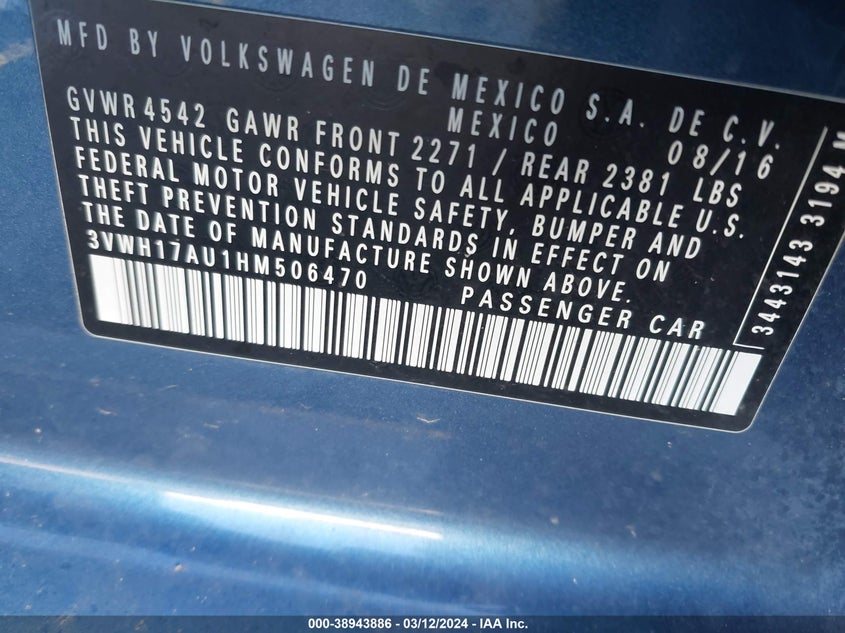 MFD BY VOLKSWAGEN DE MEXICO S.A. DE C.V.
MEXICO 08/16
GVWR 4542 GAWR FRONT 2271 / REAR 2381 LBS
THIS VEHICLE CONFORMS TO ALL APPLICABLE U.S.
FEDERAL MOTOR VEHICLE SAFETY, BUMPER AND
THEFT PREVENTION STANDARDS IN EFFECT ON
THE DATE OF MANUFACTURE SHOWN ABOVE.
3VWH17AU1HM506470 PASSENGER CAR
3443143 3194 M
000-38943886 - 03/12/2024 - IAA Inc.